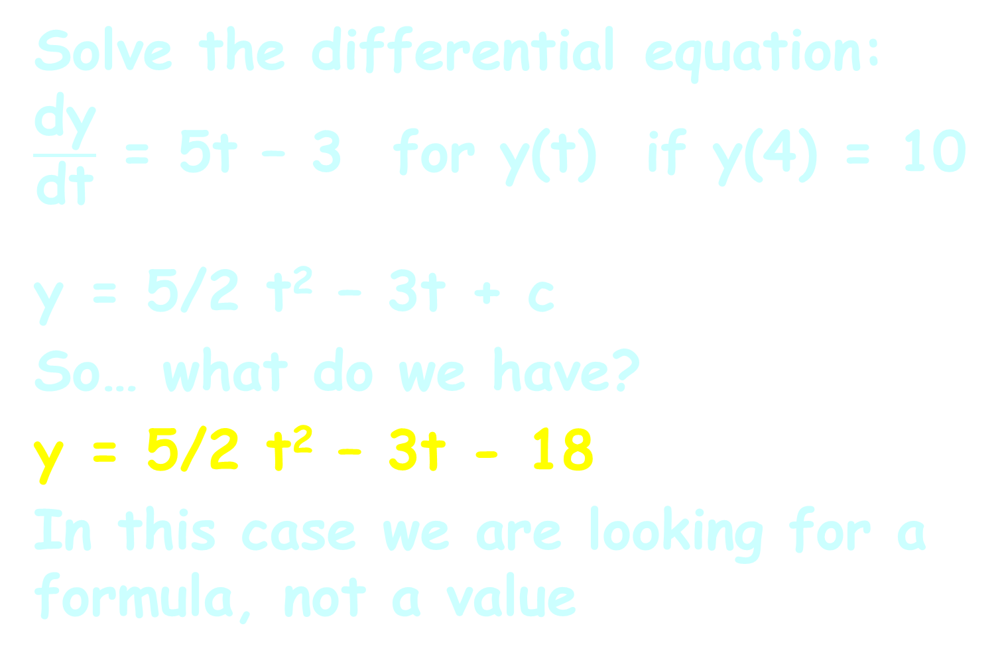 Solve the differential equation:
dy/dt = 5t – 3  for y(t)  if y(4) = 10
y = 5/2 t² – 3t + c
So… what do we have?
y = 5/2 t² – 3t - 18
In this case we are looking for a
formula, not a value